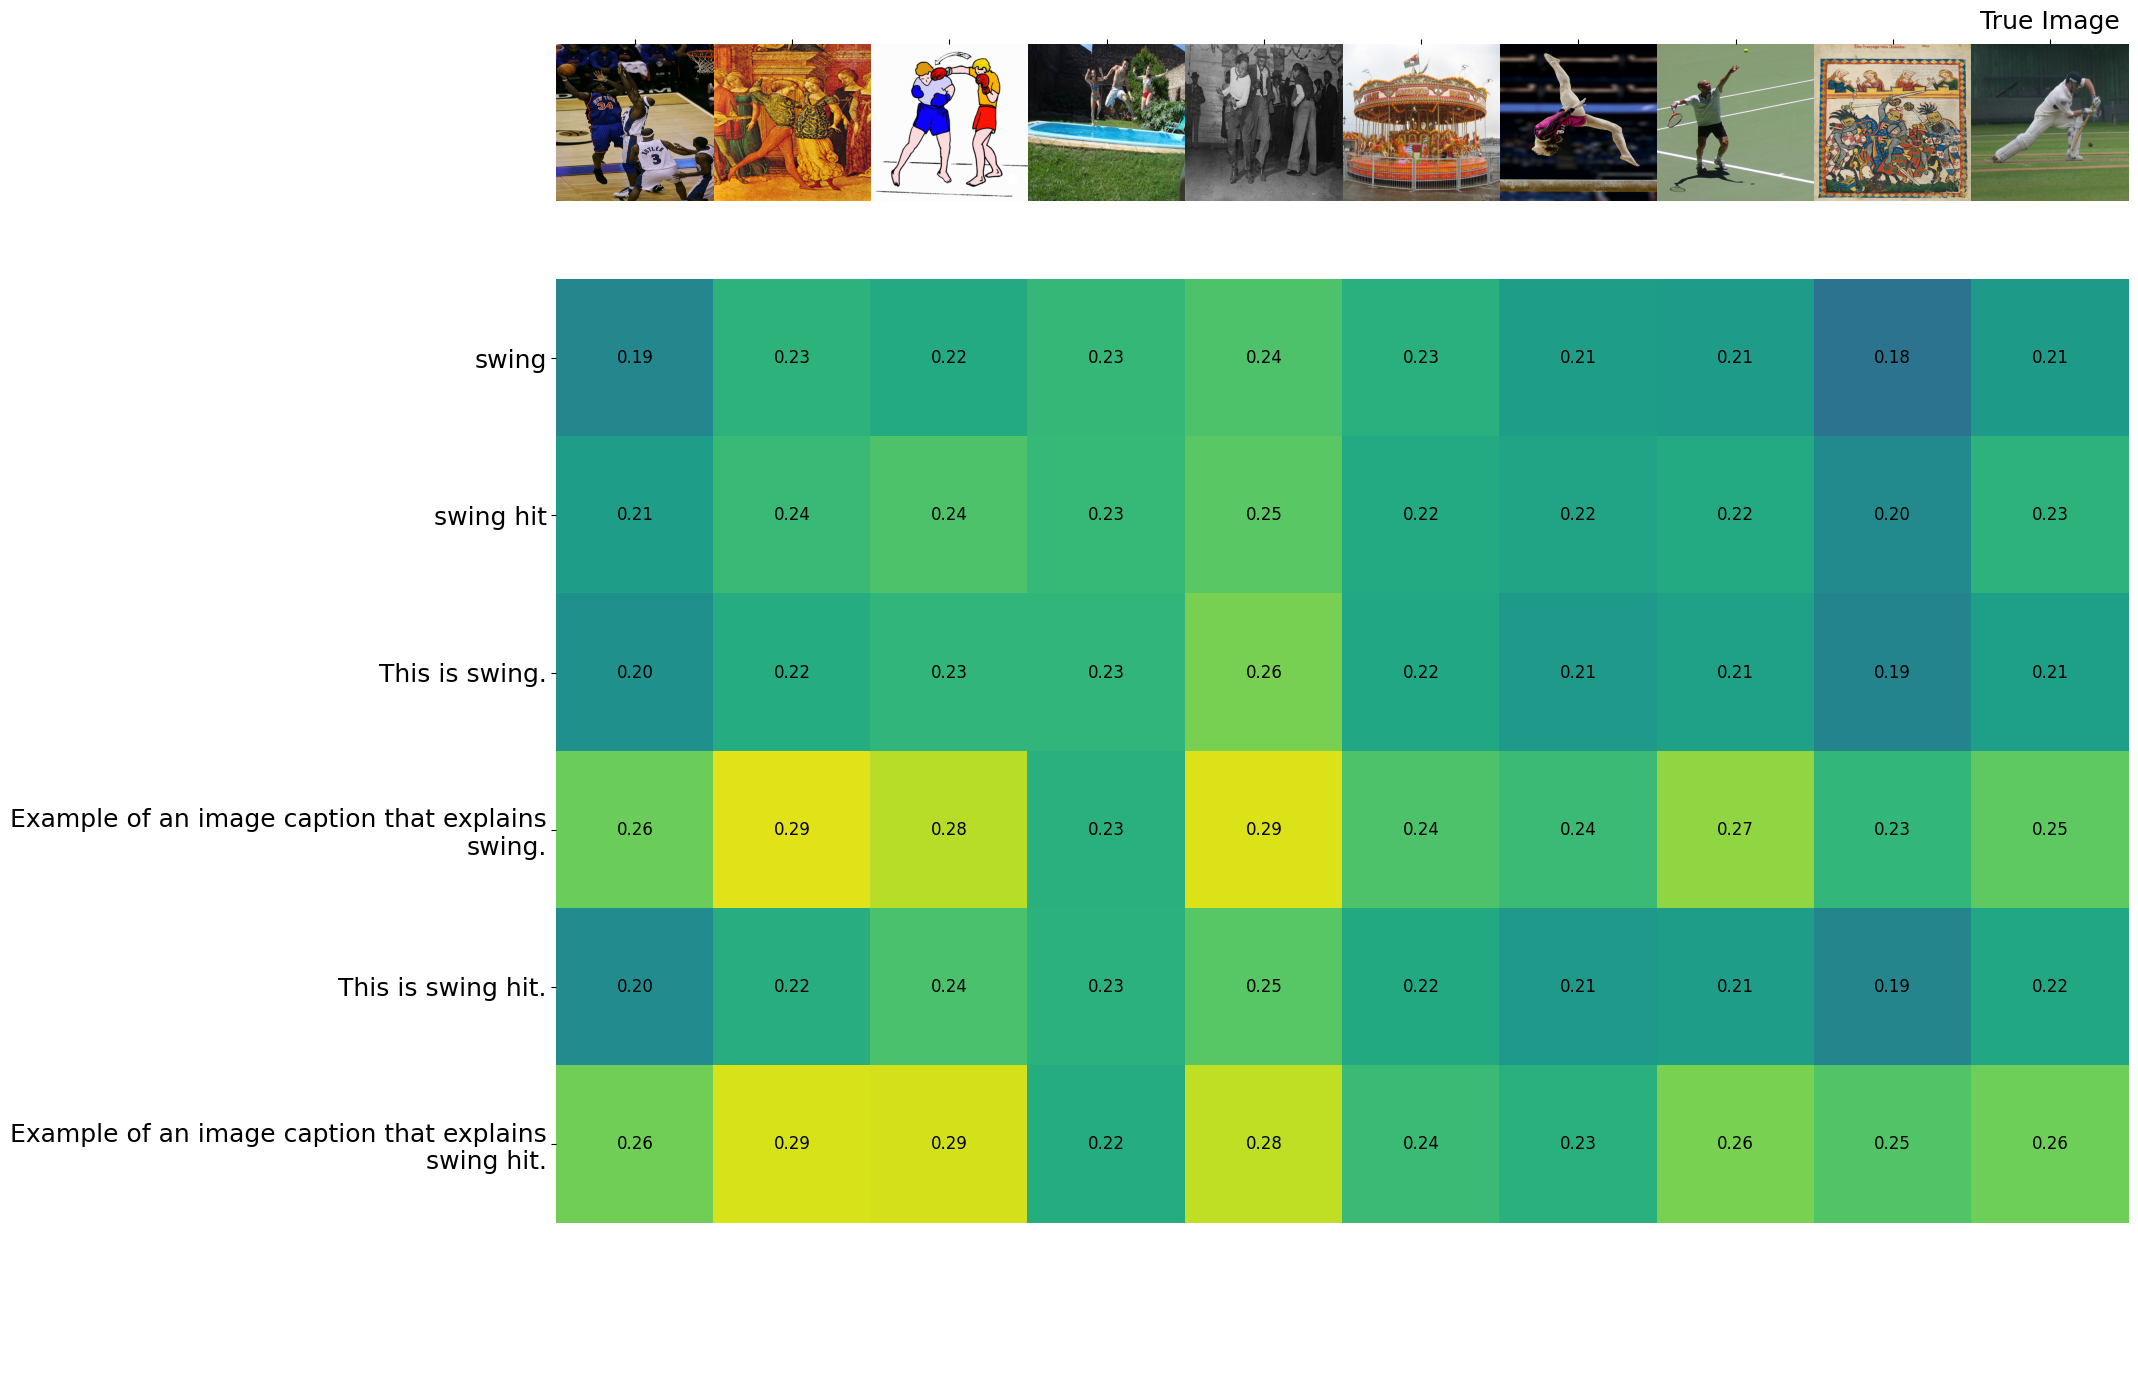 True Image
NEW YORK
34
BUTLER
3
swing
0.19 0.23 0.22 0.23 0.24 0.23 0.21 0.21 0.18 0.21
swing hit
0.21 0.24 0.24 0.23 0.25 0.22 0.22 0.22 0.20 0.23
This is swing.
0.20 0.22 0.23 0.23 0.26 0.22 0.21 0.21 0.19 0.21
Example of an image caption that explains
swing.
0.26 0.29 0.28 0.23 0.29 0.24 0.24 0.27 0.23 0.25
This is swing hit.
0.20 0.22 0.24 0.23 0.25 0.22 0.21 0.21 0.19 0.22
Example of an image caption that explains
swing hit.
0.26 0.29 0.29 0.22 0.28 0.24 0.23 0.26 0.25 0.26